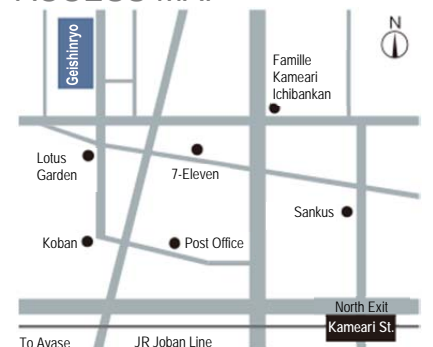 ACCESS MAP
Geishinryo
N
Famille
Kameari
Ichibankan
Lotus
Garden
7-Eleven
Sankus
Koban
Post Office
North Exit
Kameari St.
To Ayase
JR Joban Line